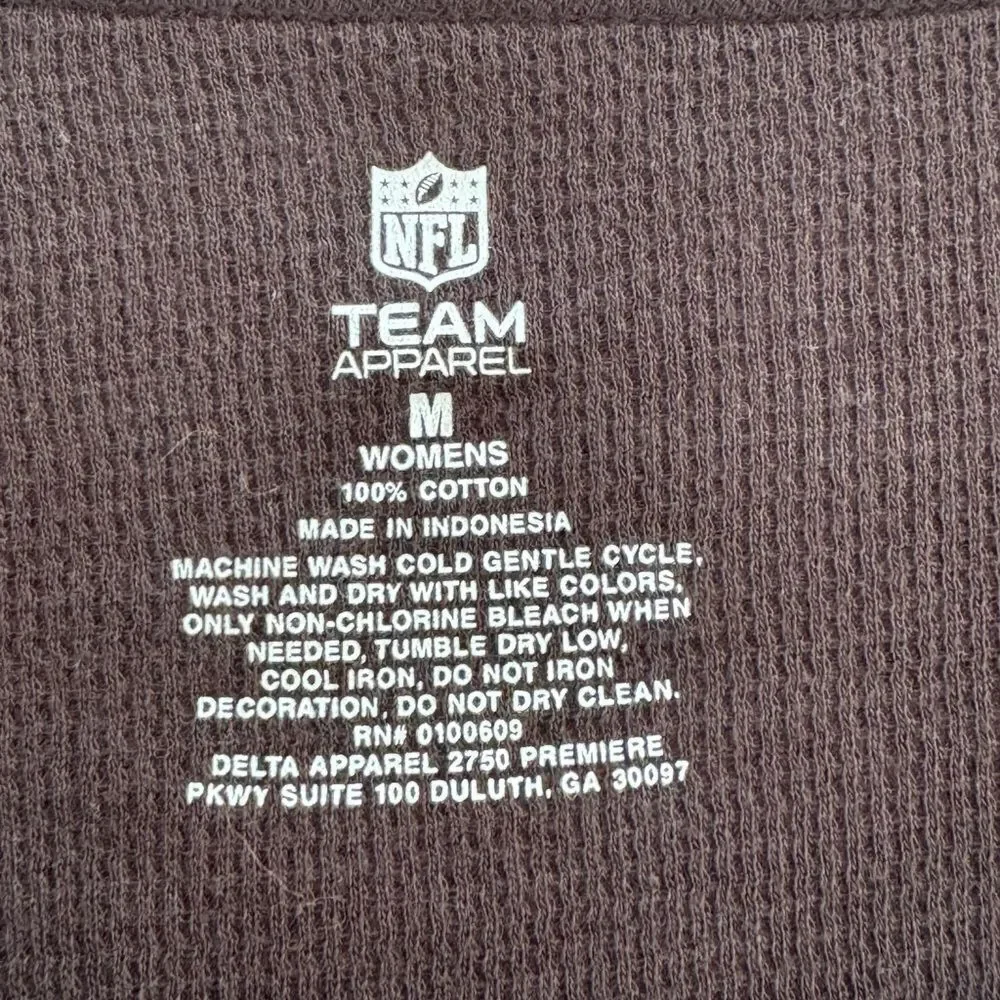 NFL
TEAM
APPAREL
M
WOMENS
100% COTTON
MADE IN INDONESIA
MACHINE WASH COLD GENTLE CYCLE,
WASH AND DRY WITH LIKE COLORS,
ONLY NON-CHLORINE BLEACH WHEN
NEEDED, TUMBLE DRY LOW,
COOL IRON, DO NOT IRON
DECORATION, DO NOT DRY CLEAN.
RN# 0100609
DELTA APPAREL 2750 PREMIERE
PKWY SUITE 100 DULUTH, GA 30097